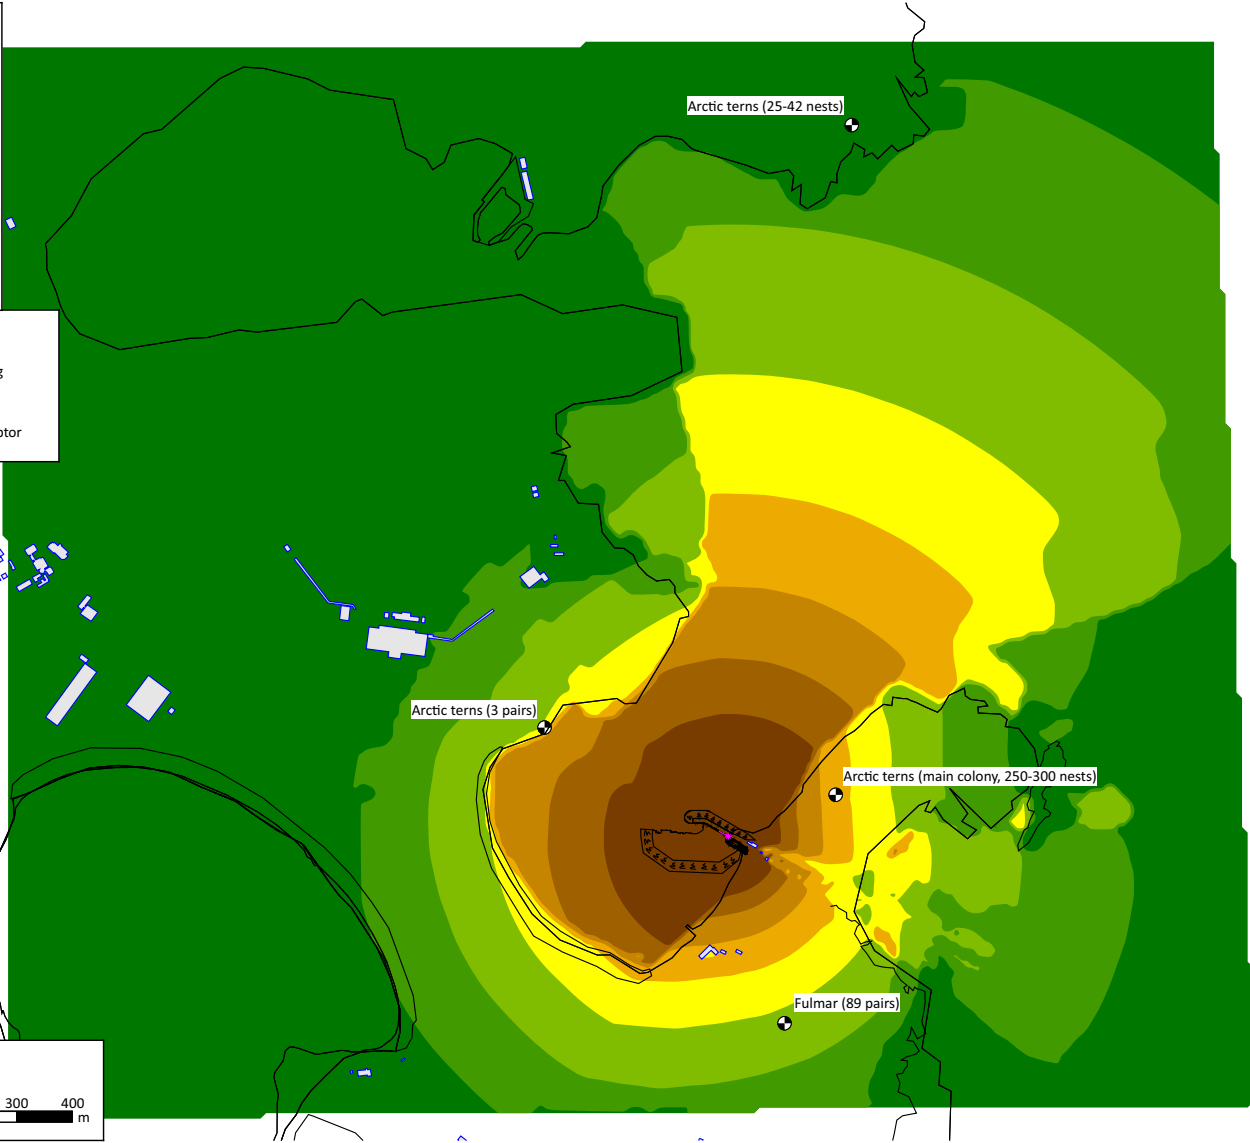 Arctic terns (25-42 nests)
Arctic terns (3 pairs)
Arctic terns (main colony, 250-300 nests)
Fulmar (89 pairs)
300 400
m